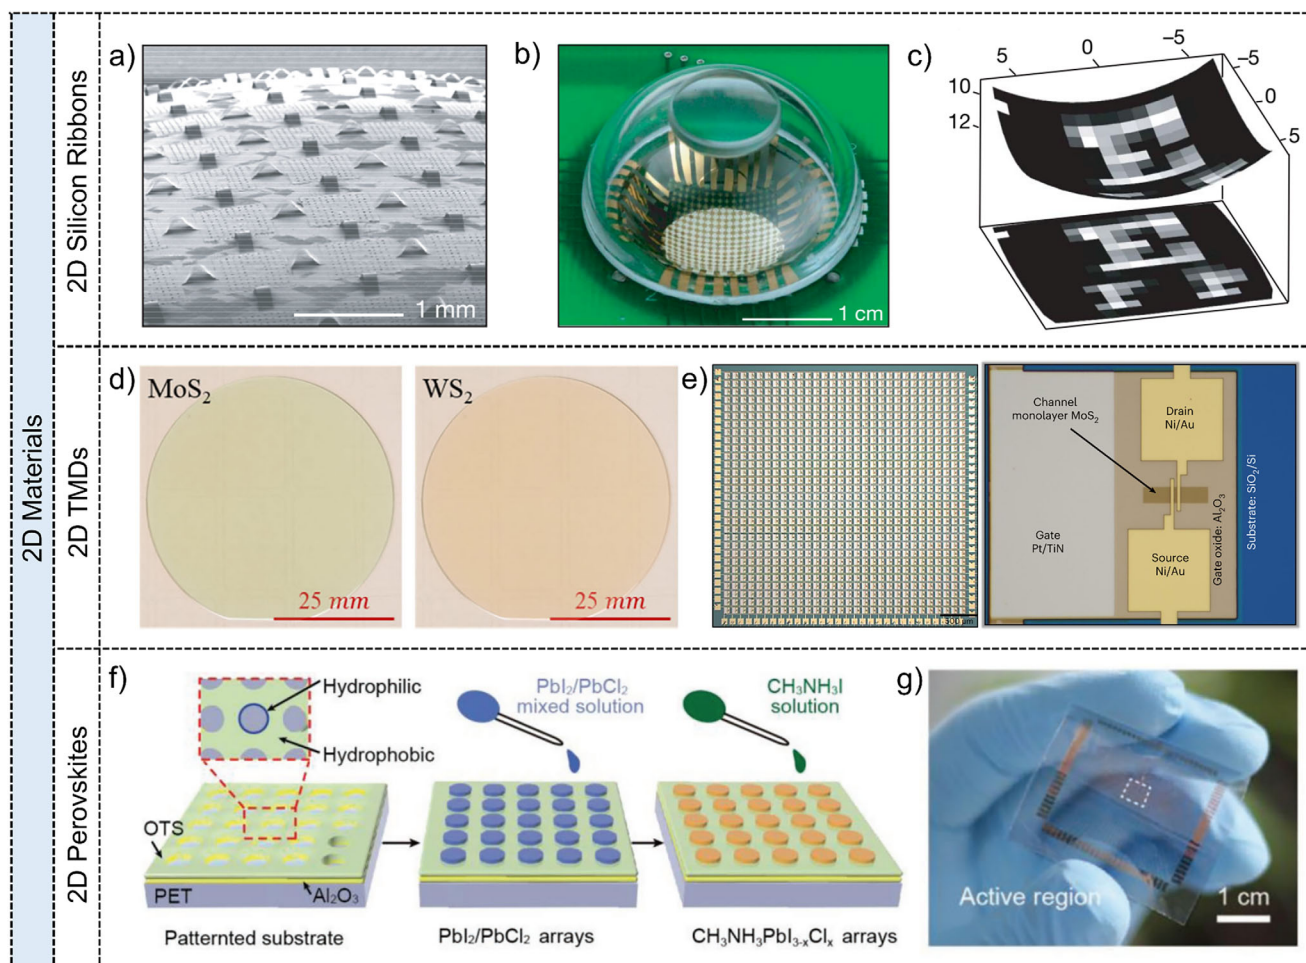 2D Materials
2D Silicon Ribbons
a)
1 mm
b)
1 cm
c)
5
0
-5
-5
0
5
10
12
2D TMDs
d)
MoS2
25 mm
WS2
25 mm
e)
300 μm
Channel
monolayer MoS2
Drain
Ni/Au
Gate
Pt/TiN
Source
Ni/Au
Gate oxide: Al2O3
Substrate: SiO2/Si
2D Perovskites
f)
Hydrophilic
Hydrophobic
OTS
PET
Al2O3
Patternted substrate
PbI2/PbCl2
mixed solution
PbI2/PbCl2 arrays
CH3NH3I
solution
CH3NH3PbI3-xClx arrays
g)
Active region
1 cm